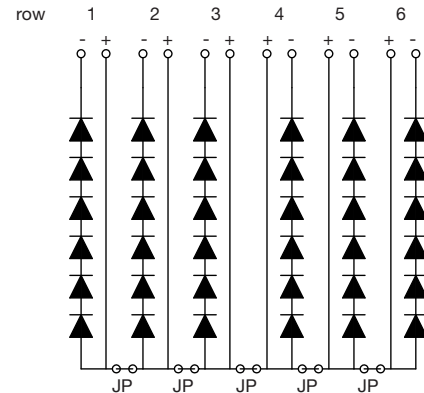 row 1 2 3 4 5 6
- + - + - + + - + - + -
JP JP JP JP JP